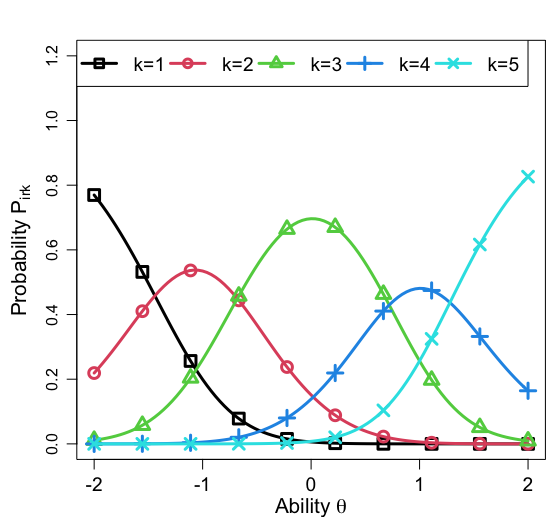 k=1 k=2 k=3 k=4 k=5
Probability P_irk
0.0 0.2 0.4 0.6 0.8 1.0 1.2
-2 -1 0 1 2
Ability θ